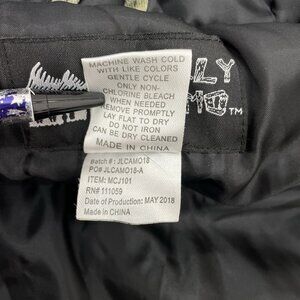 MACHINE WASH COLD
WITH LIKE COLORS
GENTLE CYCLE
ONLY NON-
CHLORINE BLEACH
WHEN NEEDED
REMOVE PROMPTLY
LAY FLAT TO DRY
DO NOT IRON
CAN BE DRY CLEANED
MADE IN CHINA
Batch#: JLCAMO18
PO# JLCAMO18-A
ITEM: MCJ101
RN# 111059
Date of Production: MAY 2018
Made in CHINA